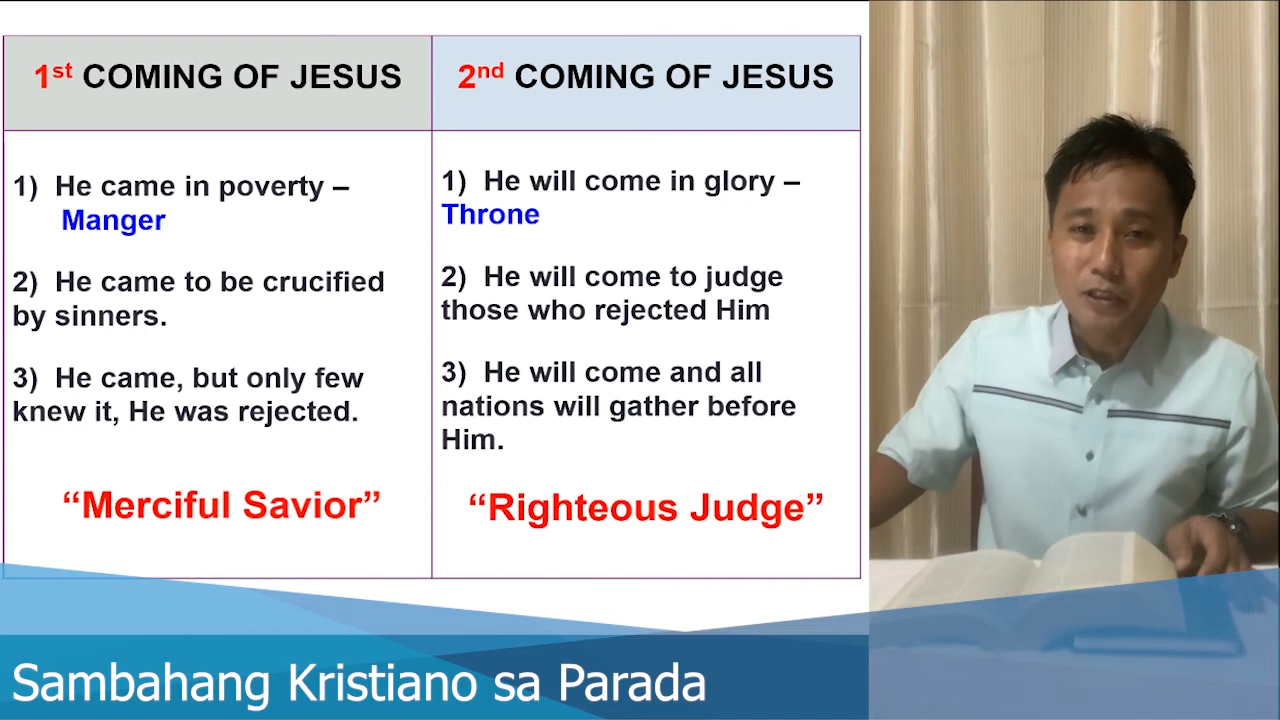 1st COMING OF JESUS
1) He came in poverty –
Manger
2) He came to be crucified
by sinners.
3) He came, but only few
knew it, He was rejected.
“Merciful Savior”
2nd COMING OF JESUS
1) He will come in glory –
Throne
2) He will come to judge
those who rejected Him
3) He will come and all
nations will gather before
Him.
“Righteous Judge”
Sambahang Kristiano sa Parada